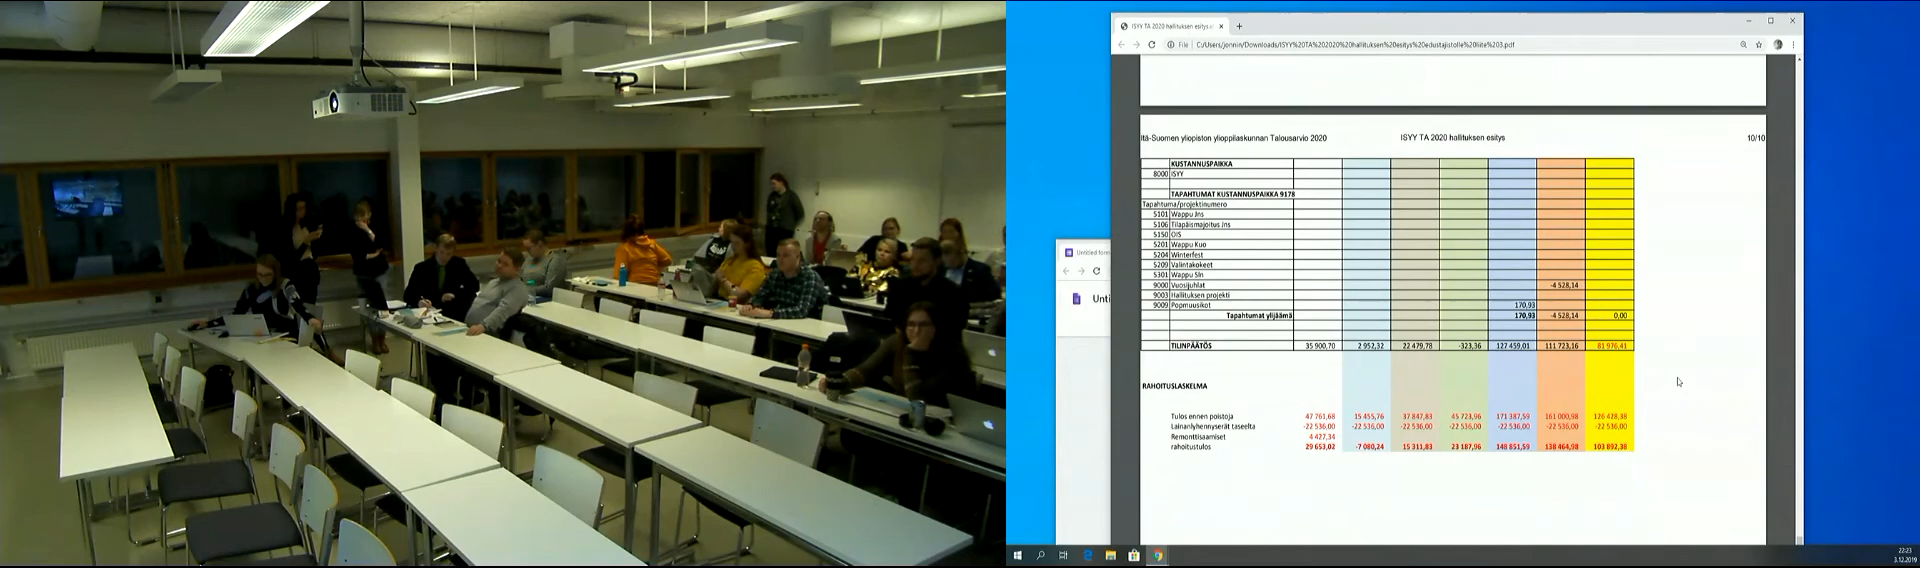 ISYY TA 2020 hallituksen esitys
File C:/Users/jonnin/Downloads/ISYY%20TA%202020%20hallituksen%20esitys%20edustajistolle%20liite%203.pdf
Itä-Suomen yliopiston ylioppilaskunnan Talousarvio 2020 ISYY TA 2020 hallituksen esitys 10/10
KUSTANNUSPAIKKA
8000 ISYY
TAPAHTUMAT KUSTANNUSPAIKKA 9178
Tapahtuma/projektinumero
5101 Wappu Jns
5106 Tilapäismajoitus Jns
5150 OIS
5201 Wappu Kuo
5204 Winterfest
5209 Valintakokeet
5301 Wappu Sln
9000 Vuosijuhlat -4 528,14
9003 Hallituksen projekti
9009 Popmuusikot 170,93
Tapahtumat ylijäämä 170,93 -4 528,14 0,00
TILINPÄÄTÖS 35 900,70 2 952,32 22 479,78 -323,36 127 459,01 111 723,16 81 976,41
RAHOITUSLASKELMA
Tulos ennen poistoja 47 761,68 15 455,76 37 847,83 45 723,96 171 387,59 161 000,98 126 428,38
Lainanlyhennyserät taseelta -22 536,00 -22 536,00 -22 536,00 -22 536,00 -22 536,00 -22 536,00 -22 536,00
Remonttisaamiset 4 427,34
rahoitustulos 29 653,02 -7 080,24 15 311,83 23 187,96 148 851,59 138 464,98 103 892,38
Untitled form
Unti
22:23
3.12.2019